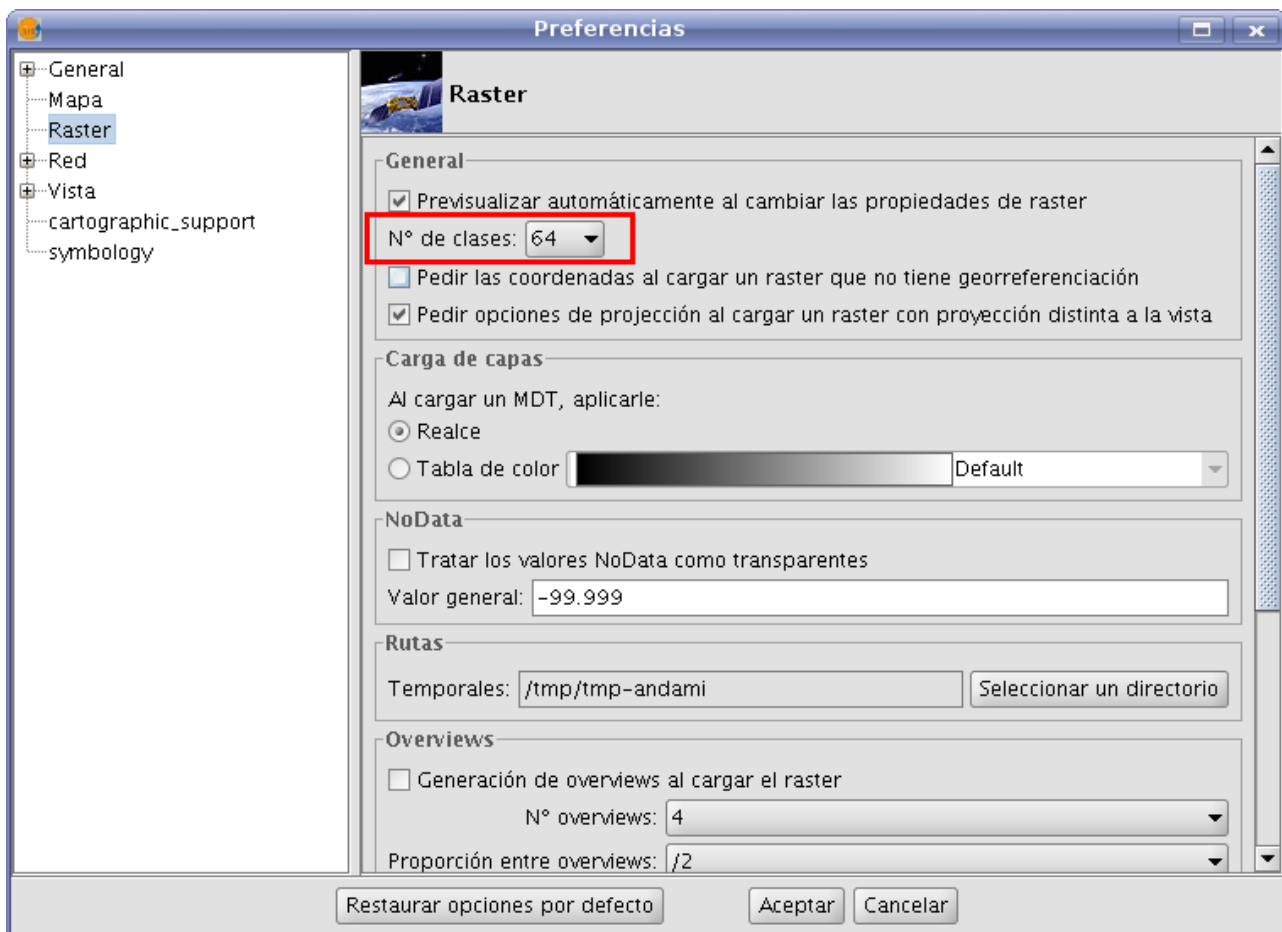 Preferencias
General
Mapa
Raster
Red
Vista
cartographic_support
symbology
Raster
General
Previsualizar automáticamente al cambiar las propiedades de raster
Nº de clases: 64
Pedir las coordenadas al cargar un raster que no tiene georreferenciación
Pedir opciones de projección al cargar un raster con proyección distinta a la vista
Carga de capas
Al cargar un MDT, aplicarle:
Realce
Tabla de color Default
NoData
Tratar los valores NoData como transparentes
Valor general: -99.999
Rutas
Temporales: /tmp/tmp-andami Seleccionar un directorio
Overviews
Generación de overviews al cargar el raster
Nº overviews: 4
Proporción entre overviews: /2
Restaurar opciones por defecto Aceptar Cancelar